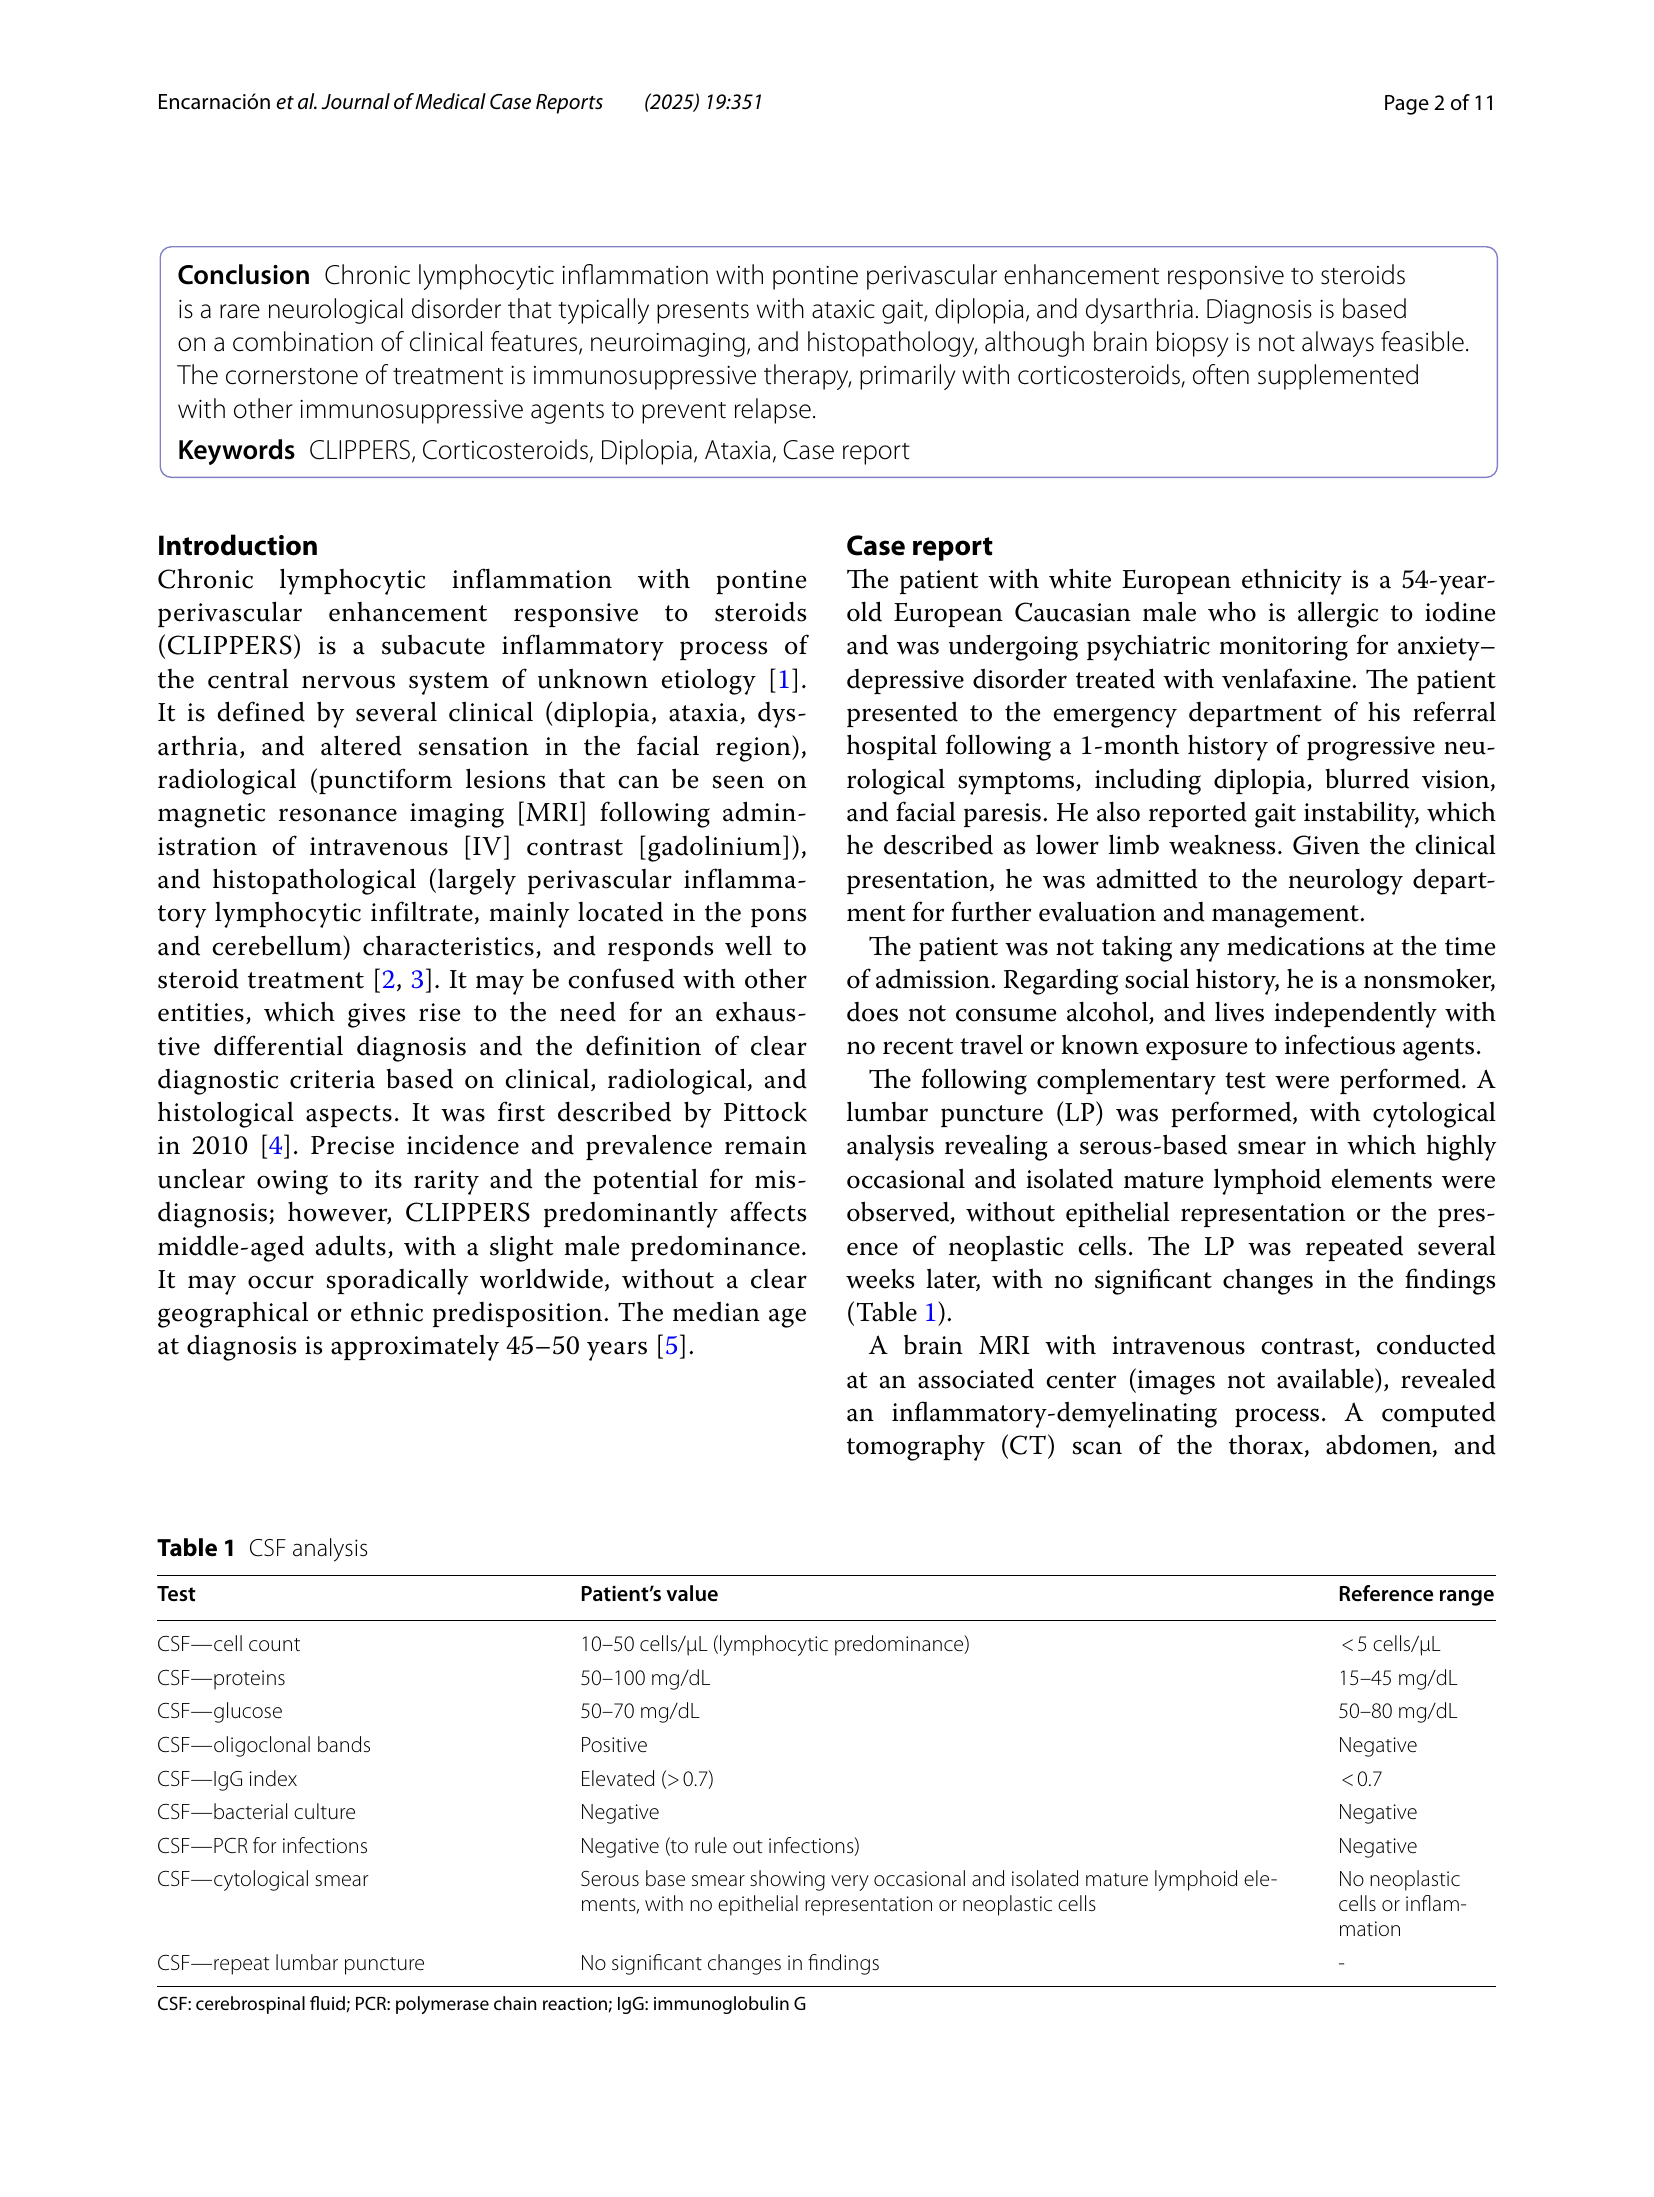 Encarnación et al. Journal of Medical Case Reports (2025) 19:351
Page 2 of 11
Conclusion Chronic lymphocytic inflammation with pontine perivascular enhancement responsive to steroids
is a rare neurological disorder that typically presents with ataxic gait, diplopia, and dysarthria. Diagnosis is based
on a combination of clinical features, neuroimaging, and histopathology, although brain biopsy is not always feasible.
The cornerstone of treatment is immunosuppressive therapy, primarily with corticosteroids, often supplemented
with other immunosuppressive agents to prevent relapse.
Keywords CLIPPERS, Corticosteroids, Diplopia, Ataxia, Case report
Introduction
Chronic lymphocytic inflammation with pontine
perivascular enhancement responsive to steroids
(CLIPPERS) is a subacute inflammatory process of
the central nervous system of unknown etiology [1].
It is defined by several clinical (diplopia, ataxia, dys-
arthria, and altered sensation in the facial region),
radiological (punctiform lesions that can be seen on
magnetic resonance imaging [MRI] following admin-
istration of intravenous [IV] contrast [gadolinium]),
and histopathological (largely perivascular inflamma-
tory lymphocytic infiltrate, mainly located in the pons
and cerebellum) characteristics, and responds well to
steroid treatment [2, 3]. It may be confused with other
entities, which gives rise to the need for an exhaus-
tive differential diagnosis and the definition of clear
diagnostic criteria based on clinical, radiological, and
histological aspects. It was first described by Pittock
in 2010 [4]. Precise incidence and prevalence remain
unclear owing to its rarity and the potential for mis-
diagnosis; however, CLIPPERS predominantly affects
middle-aged adults, with a slight male predominance.
It may occur sporadically worldwide, without a clear
geographical or ethnic predisposition. The median age
at diagnosis is approximately 45–50 years [5].
Case report
The patient with white European ethnicity is a 54-year-
old European Caucasian male who is allergic to iodine
and was undergoing psychiatric monitoring for anxiety–
depressive disorder treated with venlafaxine. The patient
presented to the emergency department of his referral
hospital following a 1-month history of progressive neu-
rological symptoms, including diplopia, blurred vision,
and facial paresis. He also reported gait instability, which
he described as lower limb weakness. Given the clinical
presentation, he was admitted to the neurology depart-
ment for further evaluation and management.
The patient was not taking any medications at the time
of admission. Regarding social history, he is a nonsmoker,
does not consume alcohol, and lives independently with
no recent travel or known exposure to infectious agents.
The following complementary test were performed. A
lumbar puncture (LP) was performed, with cytological
analysis revealing a serous-based smear in which highly
occasional and isolated mature lymphoid elements were
observed, without epithelial representation or the pres-
ence of neoplastic cells. The LP was repeated several
weeks later, with no significant changes in the findings
(Table 1).
A brain MRI with intravenous contrast, conducted
at an associated center (images not available), revealed
an inflammatory-demyelinating process. A computed
tomography (CT) scan of the thorax, abdomen, and
Table 1 CSF analysis
Test Patient's value Reference range
CSF—cell count 10–50 cells/μL (lymphocytic predominance) < 5 cells/μL
CSF—proteins 50–100 mg/dL 15–45 mg/dL
CSF—glucose 50–70 mg/dL 50–80 mg/dL
CSF—oligoclonal bands Positive Negative
CSF—IgG index Elevated (> 0.7) < 0.7
CSF—bacterial culture Negative Negative
CSF—PCR for infections Negative (to rule out infections) Negative
CSF—cytological smear Serous base smear showing very occasional and isolated mature lymphoid ele- No neoplastic
ments, with no epithelial representation or neoplastic cells cells or inflam-
mation
CSF—repeat lumbar puncture No significant changes in findings -
CSF: cerebrospinal fluid; PCR: polymerase chain reaction; IgG: immunoglobulin G